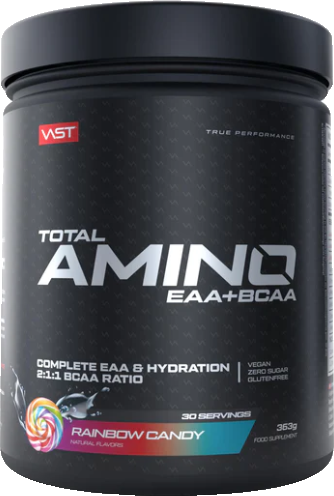 VAST
TRUE PERFORMANCE
TOTAL
AMINO
EAA+BCAA
COMPLETE EAA & HYDRATION
2:1:1 BCAA RATIO
VEGAN
ZERO SUGAR
GLUTENFREE
30 SERVINGS
RAINBOW CANDY
NATURAL FLAVORS
363g
FOOD SUPPLEMENT